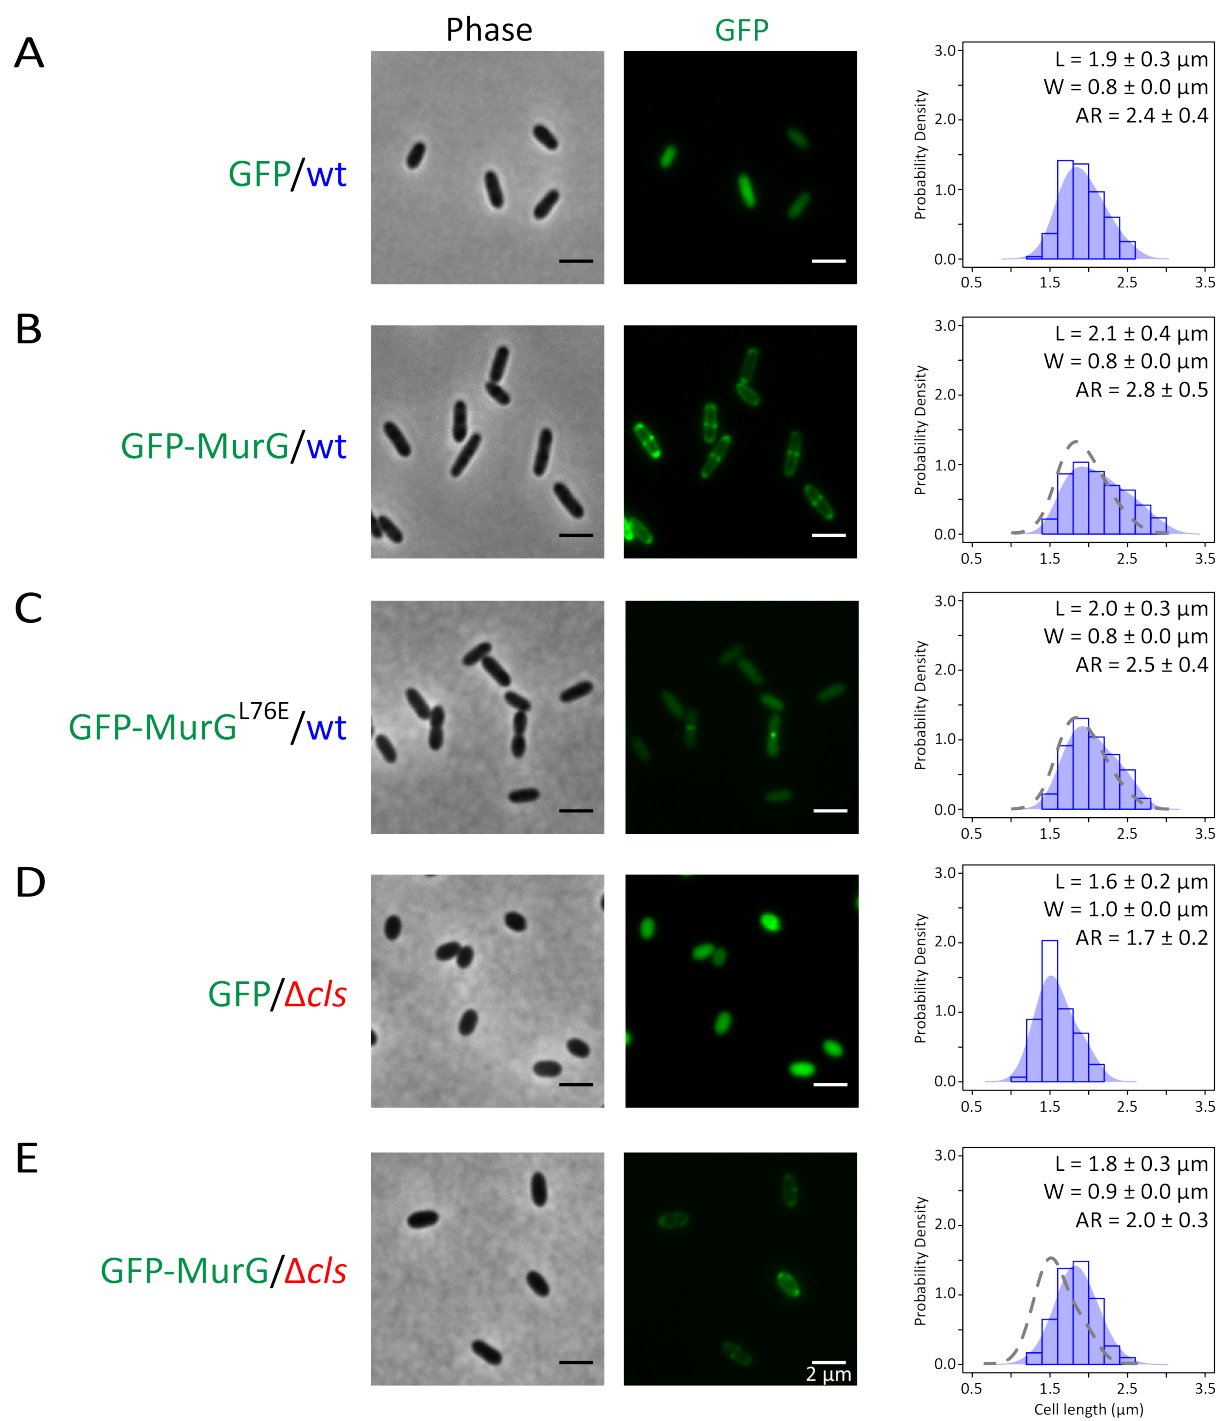 Phase
GFP
A
GFP/wt
Probability Density
3.0
2.0
1.0
0.0
L = 1.9 ± 0.3 µm
W = 0.8 ± 0.0 µm
AR = 2.4 ± 0.4
0.5 1.5 2.5 3.5
B
GFP-MurG/wt
Probability Density
3.0
2.0
1.0
0.0
L = 2.1 ± 0.4 µm
W = 0.8 ± 0.0 µm
AR = 2.8 ± 0.5
0.5 1.5 2.5 3.5
C
GFP-MurG^L76E/wt
Probability Density
3.0
2.0
1.0
0.0
L = 2.0 ± 0.3 µm
W = 0.8 ± 0.0 µm
AR = 2.5 ± 0.4
0.5 1.5 2.5 3.5
D
GFP/Δcls
Probability Density
3.0
2.0
1.0
0.0
L = 1.6 ± 0.2 µm
W = 1.0 ± 0.0 µm
AR = 1.7 ± 0.2
0.5 1.5 2.5 3.5
E
GFP-MurG/Δcls
2 µm
Probability Density
3.0
2.0
1.0
0.0
L = 1.8 ± 0.3 µm
W = 0.9 ± 0.0 µm
AR = 2.0 ± 0.3
0.5 1.5 2.5 3.5
Cell length (µm)